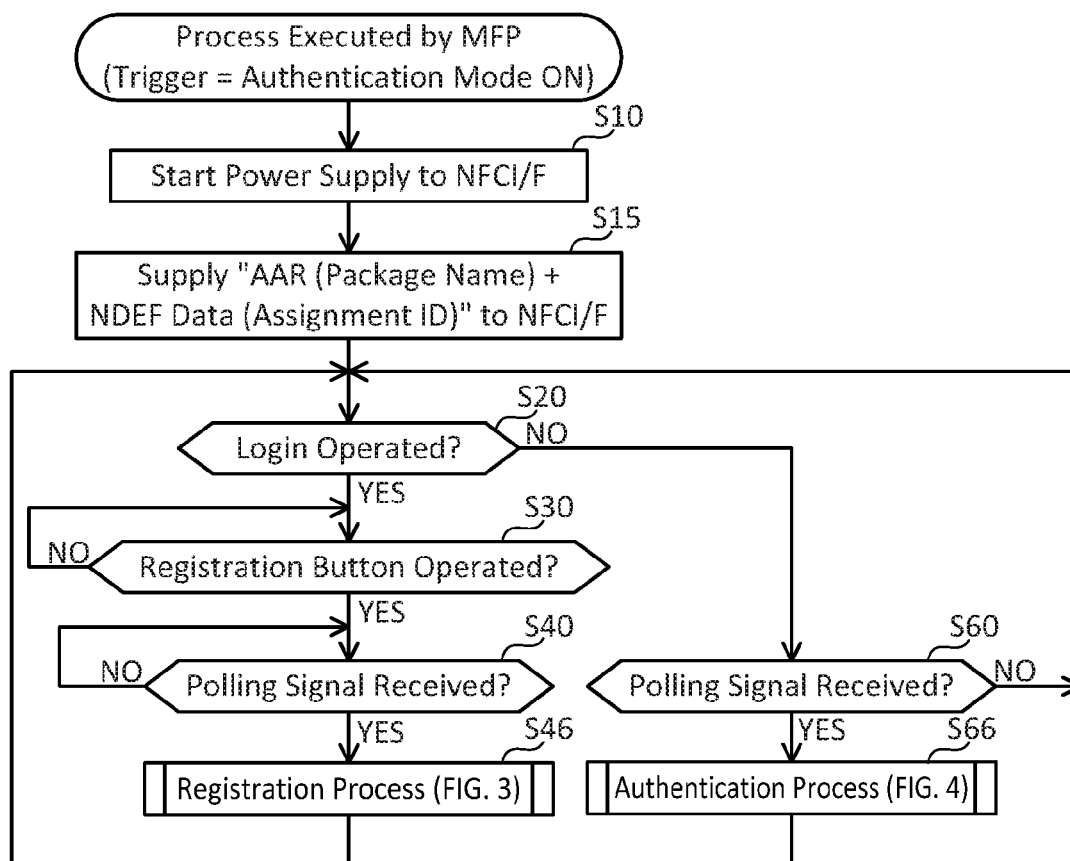 Process Executed by MFP
(Trigger = Authentication Mode ON)
S10
Start Power Supply to NFCI/F
S15
Supply "AAR (Package Name) +
NDEF Data (Assignment ID)" to NFCI/F
S20
Login Operated?
NO
YES
S30
NO
Registration Button Operated?
YES
S40
NO
Polling Signal Received?
S60
Polling Signal Received?
NO
YES
S46
YES
S66
Registration Process (FIG. 3)
Authentication Process (FIG. 4)